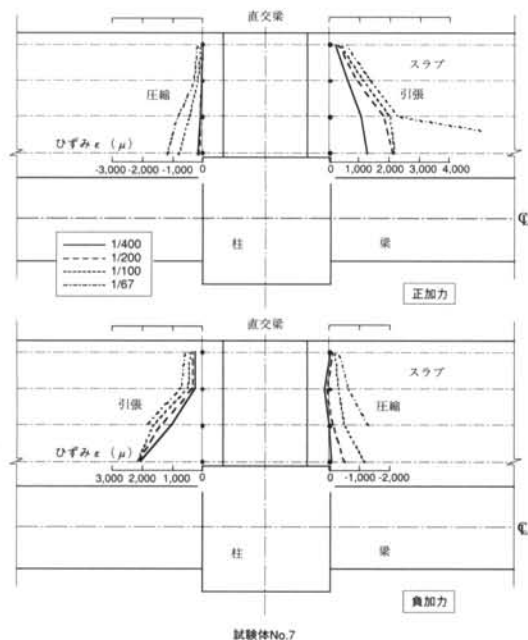 直交梁
スラブ
圧縮
引張
ひずみ ε (μ)
-3,000 -2,000 -1,000 0
0 1,000 2,000 3,000 4,000
1/400
1/200
1/100
1/67
柱
梁
℄
正加力
直交梁
スラブ
引張
圧縮
ひずみ ε (μ)
3,000 2,000 1,000 0
0 -1,000 -2,000
柱
梁
℄
負加力
試験体No.7